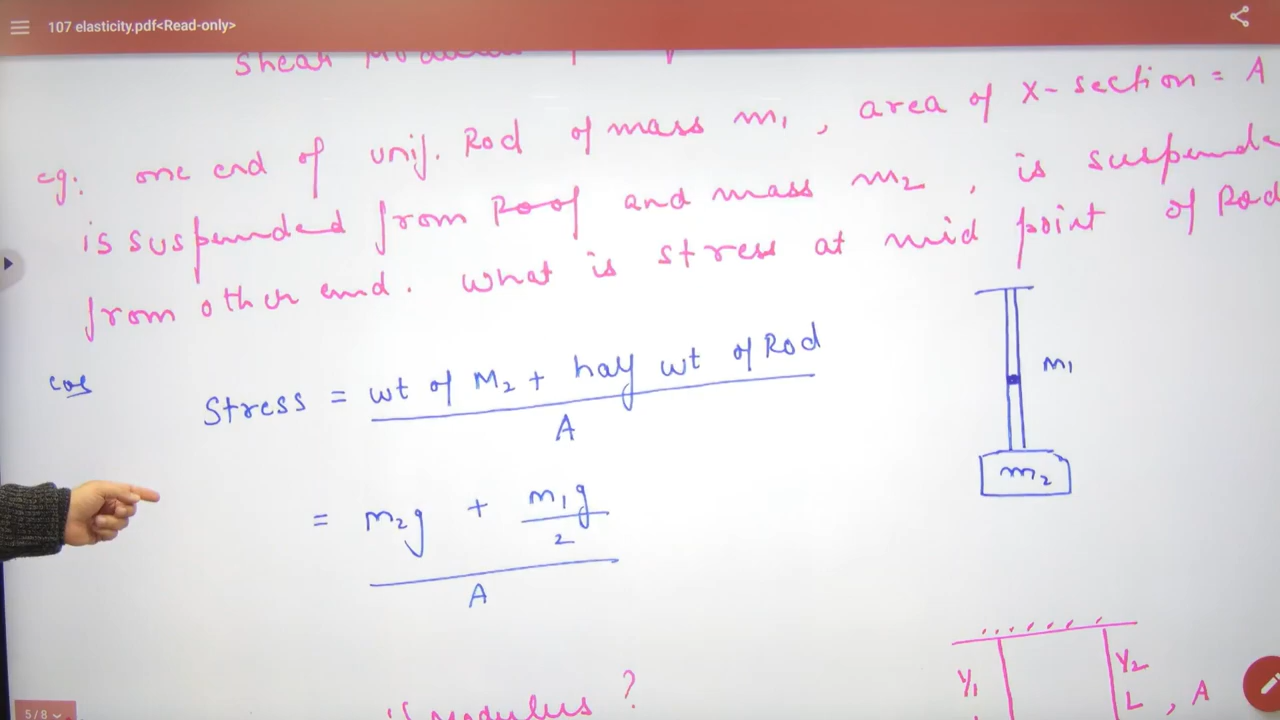 107 elasticity.pdf<Read-only>
Shear
eg: one end of unif. Rod of mass m₁, area of x-section = A
is suspended from Roof and mass m₂, is suspende
from other end. What is stress at mid point of Rod
Stress = wt of M₂ + half wt of Rod
A
m₁
m₂
= m₂g + m₁g
2
A
Y₁
Y₂
L, A
modulus?
5/8